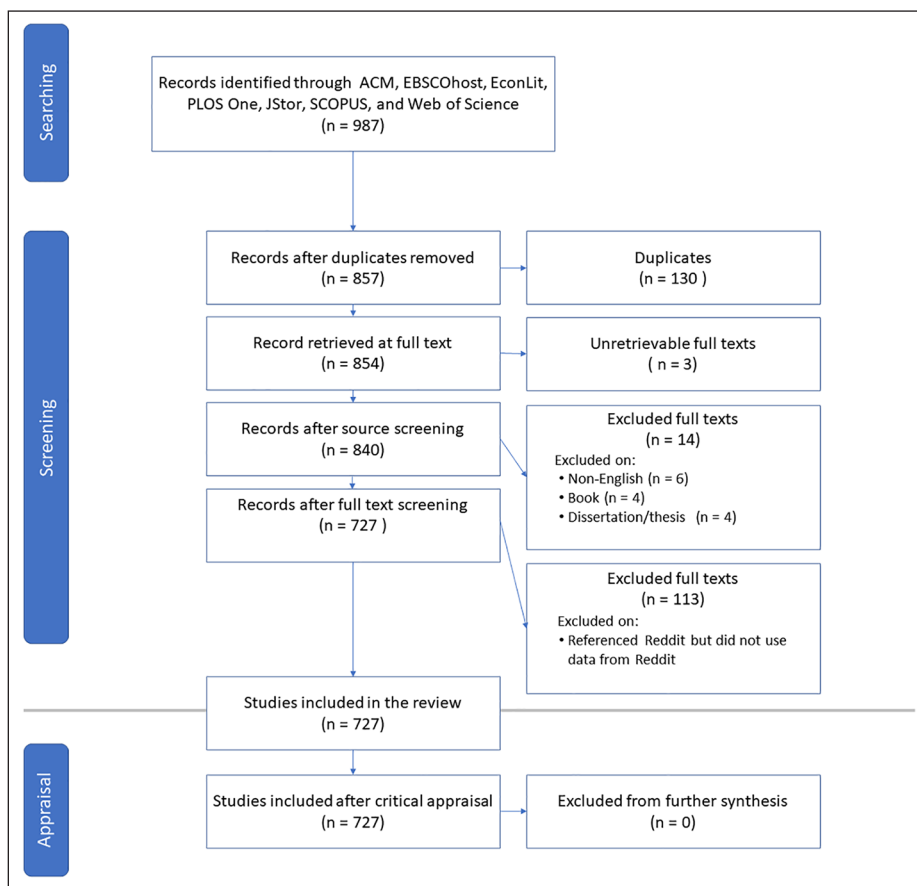 Searching
Records identified through ACM, EBSCOhost, EconLit,
PLOS One, JStor, SCOPUS, and Web of Science
(n = 987)
Screening
Records after duplicates removed
(n = 857)
Duplicates
(n = 130 )
Record retrieved at full text
(n = 854)
Unretrievable full texts
( n = 3)
Records after source screening
(n = 840)
Excluded full texts
(n = 14)
Excluded on:
• Non-English (n = 6)
• Book (n = 4)
• Dissertation/thesis (n = 4)
Records after full text screening
(n = 727 )
Excluded full texts
(n = 113)
Excluded on:
• Referenced Reddit but did not use
data from Reddit
Studies included in the review
(n = 727)
Appraisal
Studies included after critical appraisal
(n = 727)
Excluded from further synthesis
(n = 0)